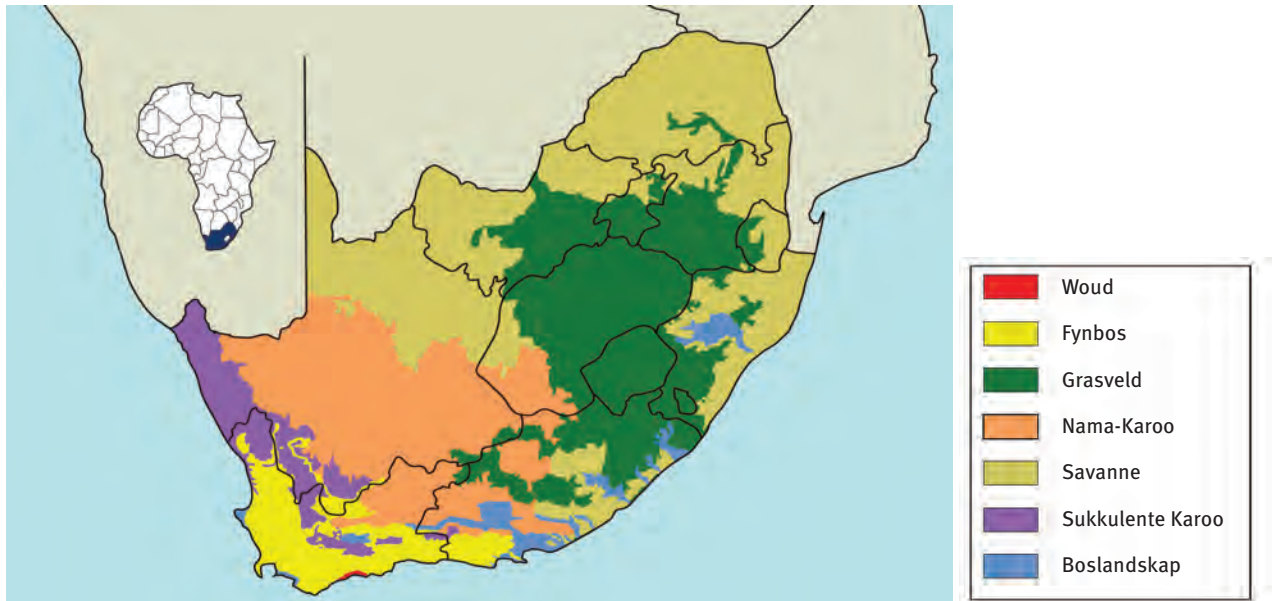 Woud
Fynbos
Grasveld
Nama-Karoo
Savanne
Sukkulente Karoo
Boslandskap